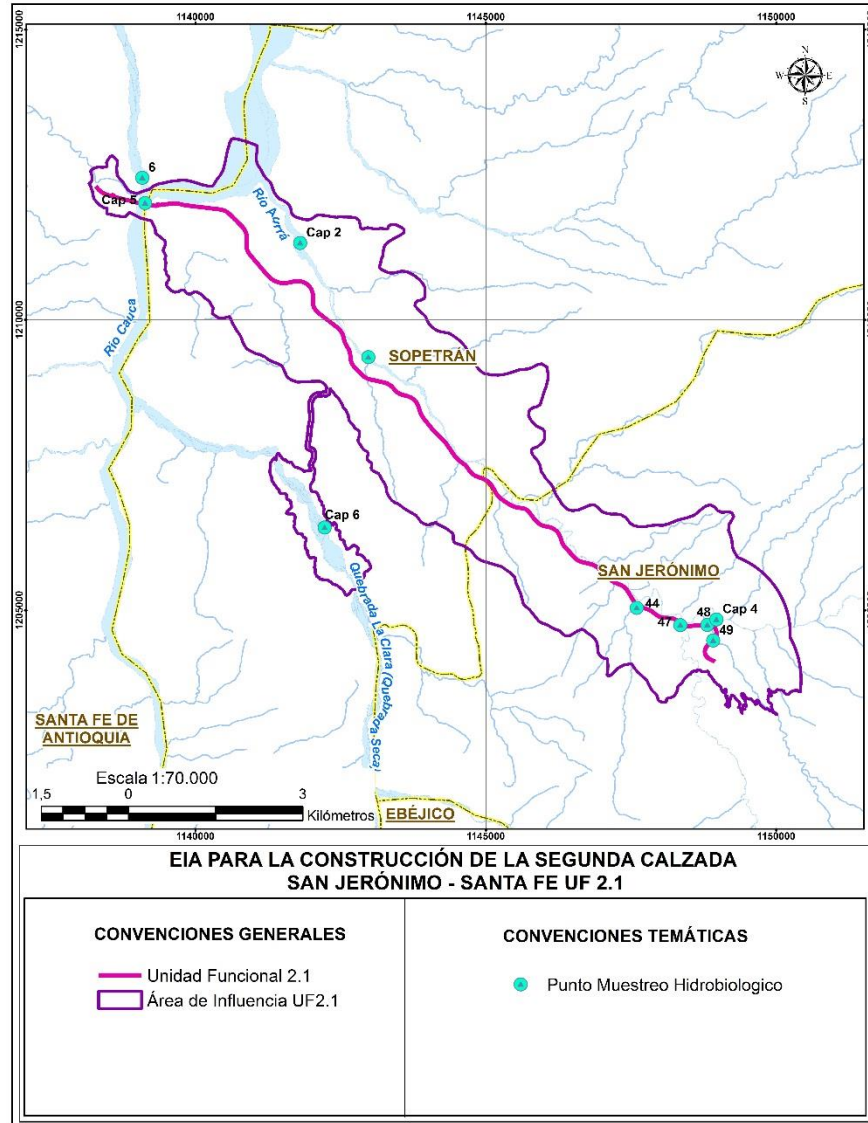 1140000
1145000
1150000
1215000
N
W
E
S
6
Cap 5
Río Aurrá
Cap 2
1210000
SOPETRÁN
Río Cauca
Cap 6
SAN JERÓNIMO
1205000
44
47
48
Cap 4
49
Quebrada La Clara (Quebrada Seca)
SANTA FE DE
ANTIOQUIA
Escala 1:70.000
1,5
0
3
Kilómetros
EBÉJICO
1140000
1145000
1150000
EIA PARA LA CONSTRUCCIÓN DE LA SEGUNDA CALZADA
SAN JERÓNIMO - SANTA FE UF 2.1
CONVENCIONES GENERALES
Unidad Funcional 2.1
Área de Influencia UF2.1
CONVENCIONES TEMÁTICAS
Punto Muestreo Hidrobiologico